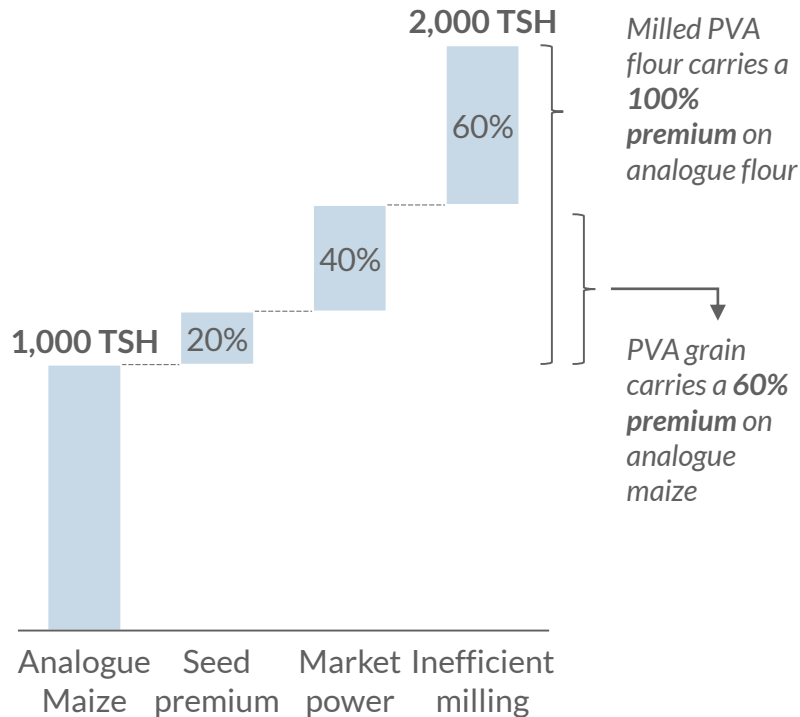 2,000 TSH
Milled PVA
flour carries a
100%
premium on
analogue flour
60%
40%
1,000 TSH
20%
PVA grain
carries a 60%
premium on
analogue
maize
Analogue
Maize
Seed
premium
Market
power
Inefficient
milling